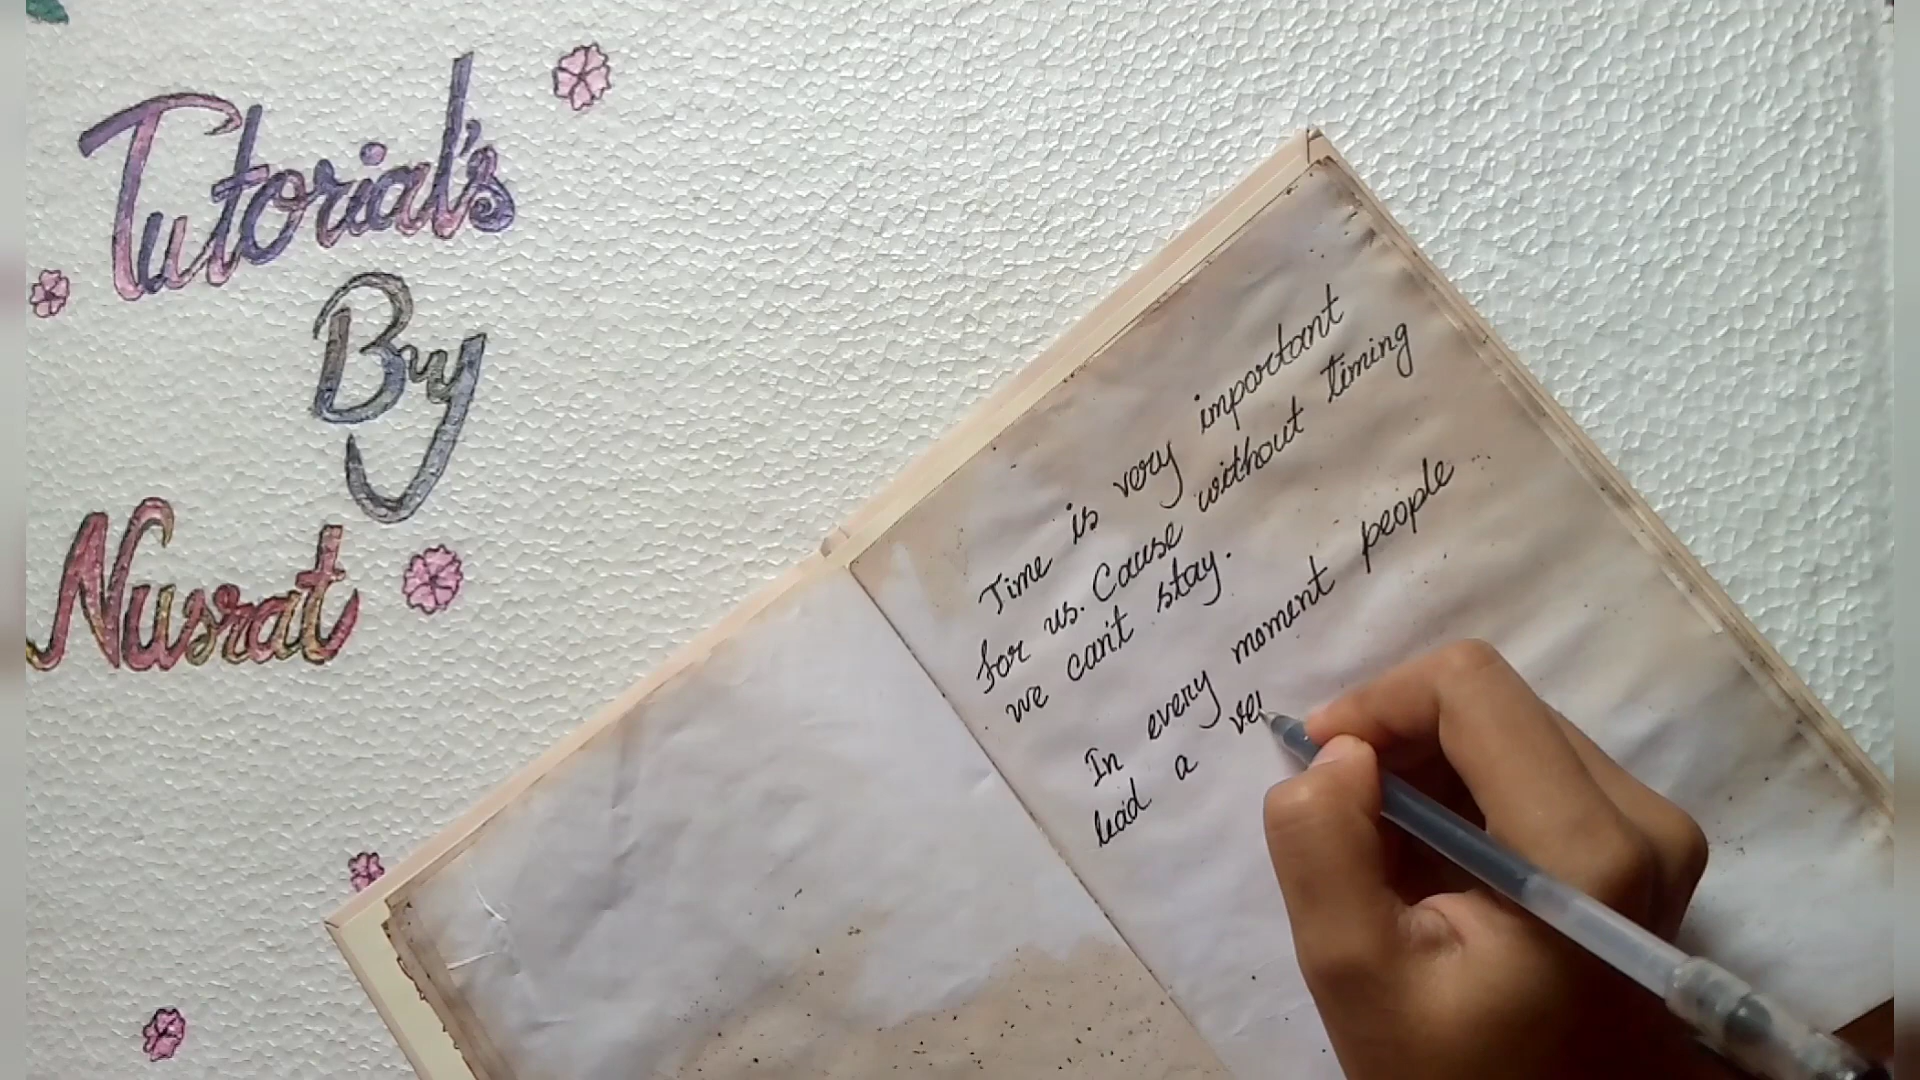 Tutorial's
By
Nusrat
Time is very important
for us. Cause without timing
we can't stay.
In every moment people
lead a ve